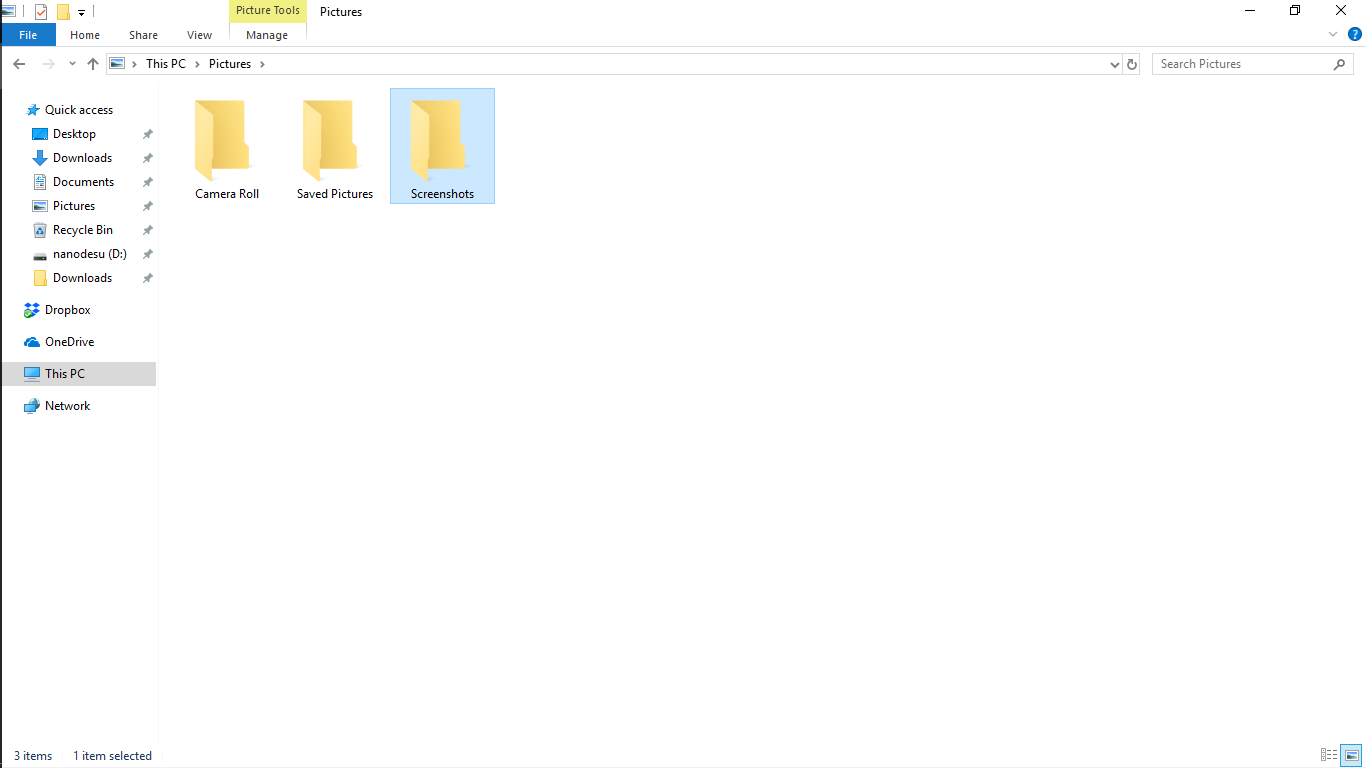 Picture Tools
Pictures
File
Home
Share
View
Manage
This PC
Pictures
Search Pictures
Quick access
Desktop
Downloads
Documents
Pictures
Recycle Bin
nanodesu (D:)
Downloads
Dropbox
OneDrive
This PC
Network
Camera Roll
Saved Pictures
Screenshots
3 items
1 item selected